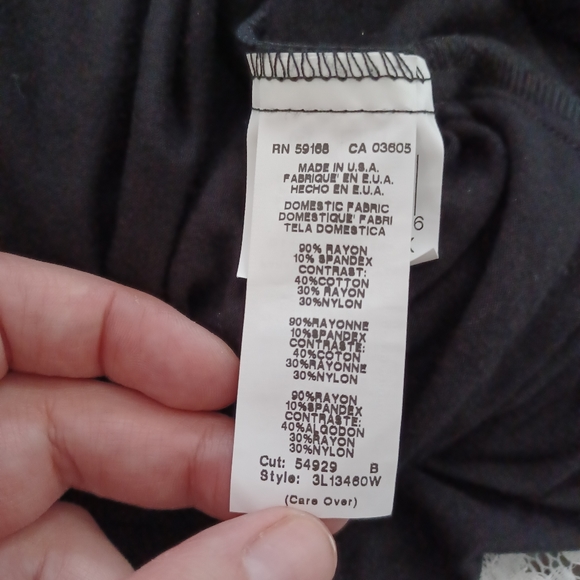 RN 59168 CA 03605
MADE IN U.S.A.
FABRIQUE' EN E.U.A.
HECHO EN E.U.A.
DOMESTIC FABRIC
DOMESTIQUE' FABRI
TELA DOMESTICA
90% RAYON
10% SPANDEX
CONTRAST:
40%COTTON
30% RAYON
30%NYLON
90%RAYONNE
10%SPANDEX
CONTRASTE:
40%COTON
30%RAYONNE
30%NYLON
90%RAYON
10%SPANDEX
CONTRASTE:
40%ALGODON
30%RAYON
30%NYLON
Cut: 54929 B
Style: 3L13460W
(Care Over)
6